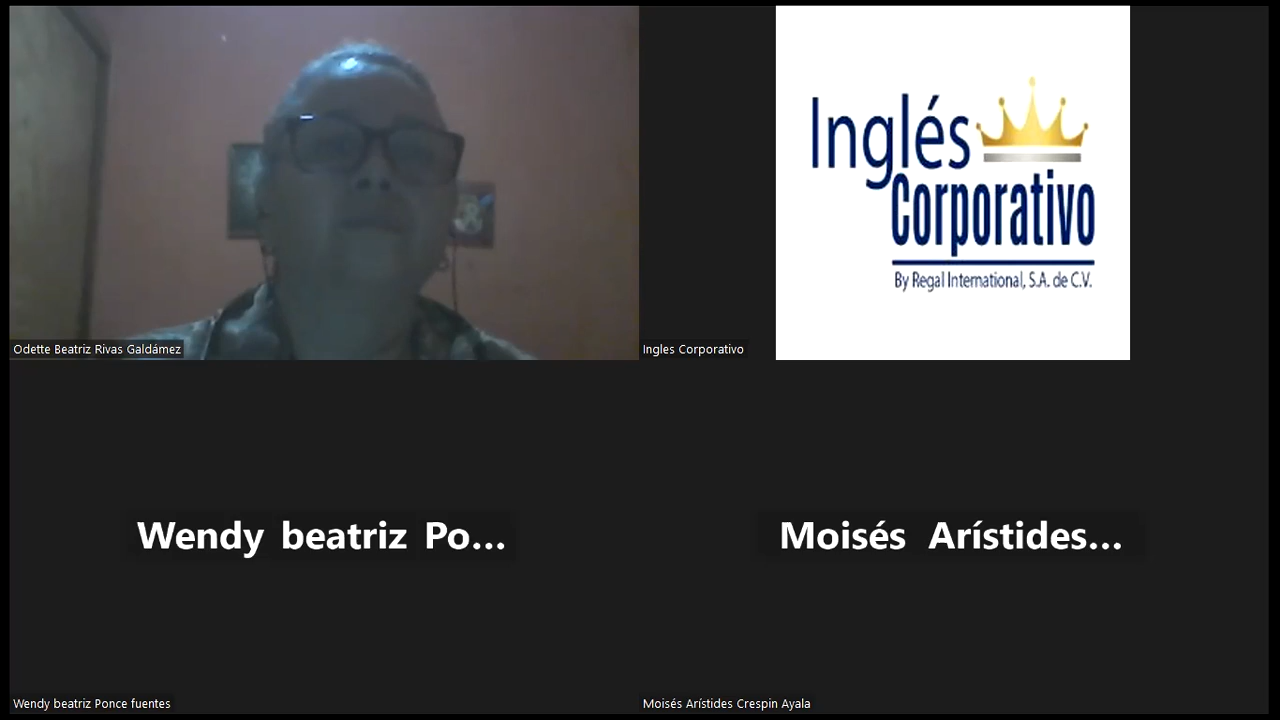 Inglés
Corporativo
By Regal International, S.A. de C.V.
Odette Beatriz Rivas Galdámez
Ingles Corporativo
Wendy beatriz Po...
Moisés Arístides...
Wendy beatriz Ponce fuentes
Moisés Arístides Crespin Ayala